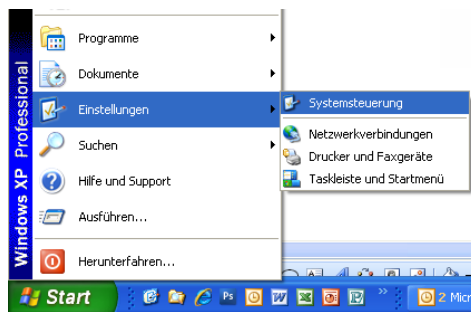 Windows XP Professional
Programme
Dokumente
Einstellungen
Suchen
Hilfe und Support
Ausführen...
Herunterfahren...
Systemsteuerung
Netzwerkverbindungen
Drucker und Faxgeräte
Taskleiste und Startmenü
Start
Ps
2 Micr